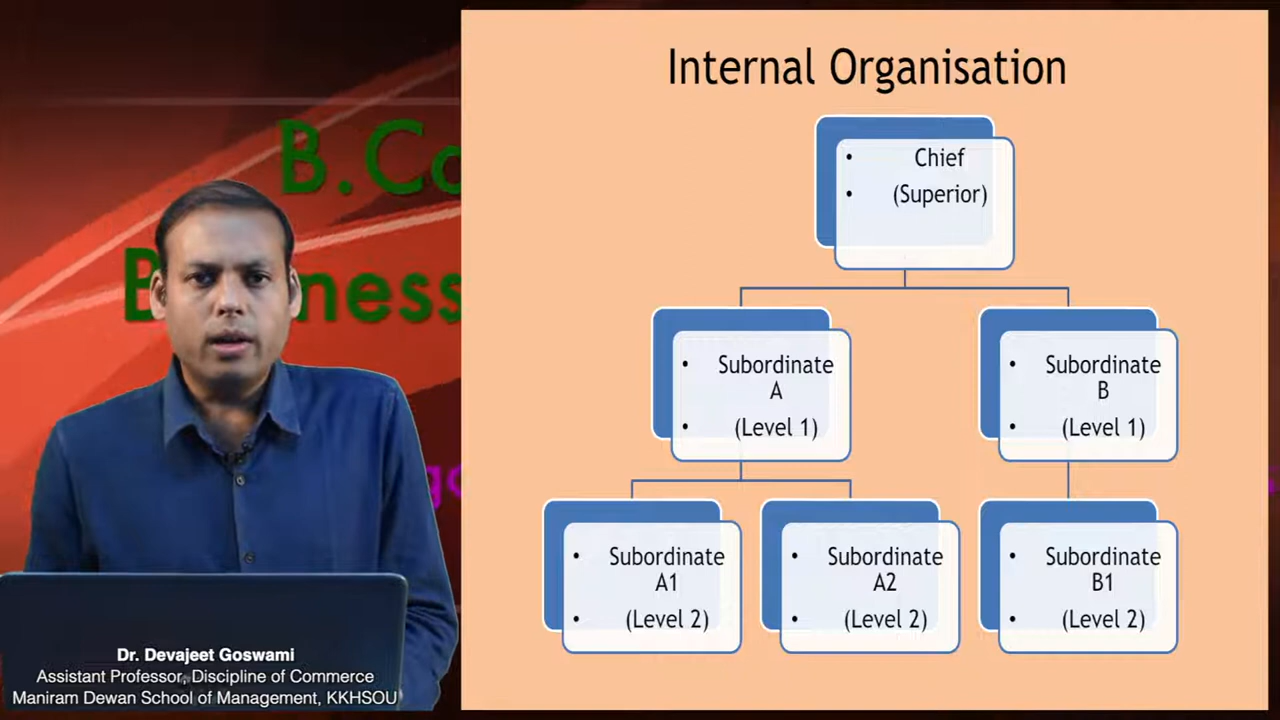 B.Co
B
ness
Internal Organisation
• Chief
• (Superior)
• Subordinate
A
• (Level 1)
• Subordinate
B
• (Level 1)
• Subordinate
A1
• (Level 2)
• Subordinate
A2
• (Level 2)
• Subordinate
B1
• (Level 2)
Dr. Devajeet Goswami
Assistant Professor, Discipline of Commerce
Maniram Dewan School of Management, KKHSOU